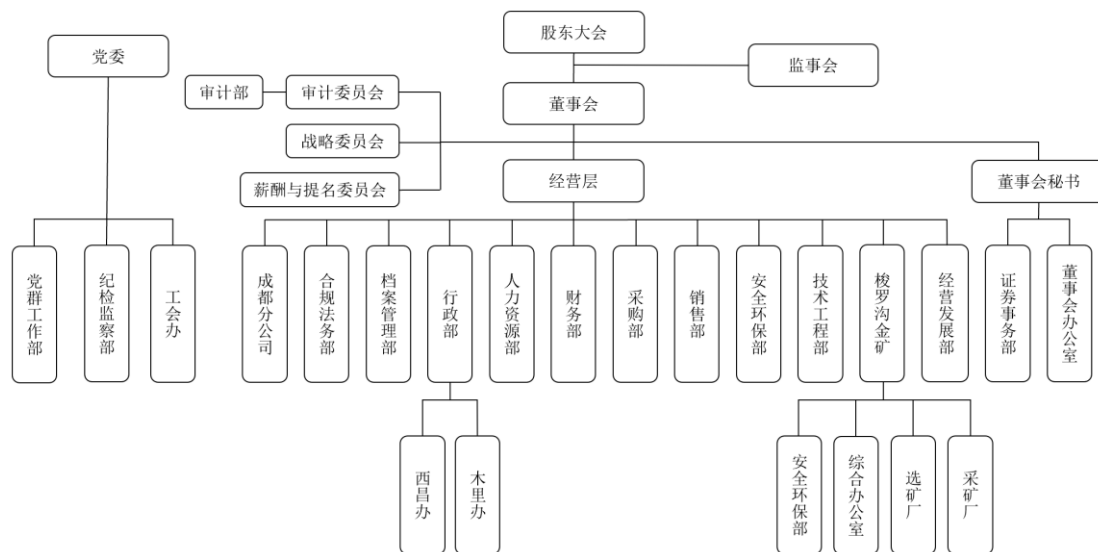 股东大会
党委
监事会
审计部
审计委员会
董事会
战略委员会
薪酬与提名委员会
经营层
董事会秘书
党群工作部
纪检监察部
工会办
成都分公司
合规法务部
档案管理部
行政部
人力资源部
财务部
采购部
销售部
安全环保部
技术工程部
梭罗沟金矿
经营发展部
证券事务部
董事会办公室
西昌办
木里办
安全环保部
综合办公室
选矿厂
采矿厂